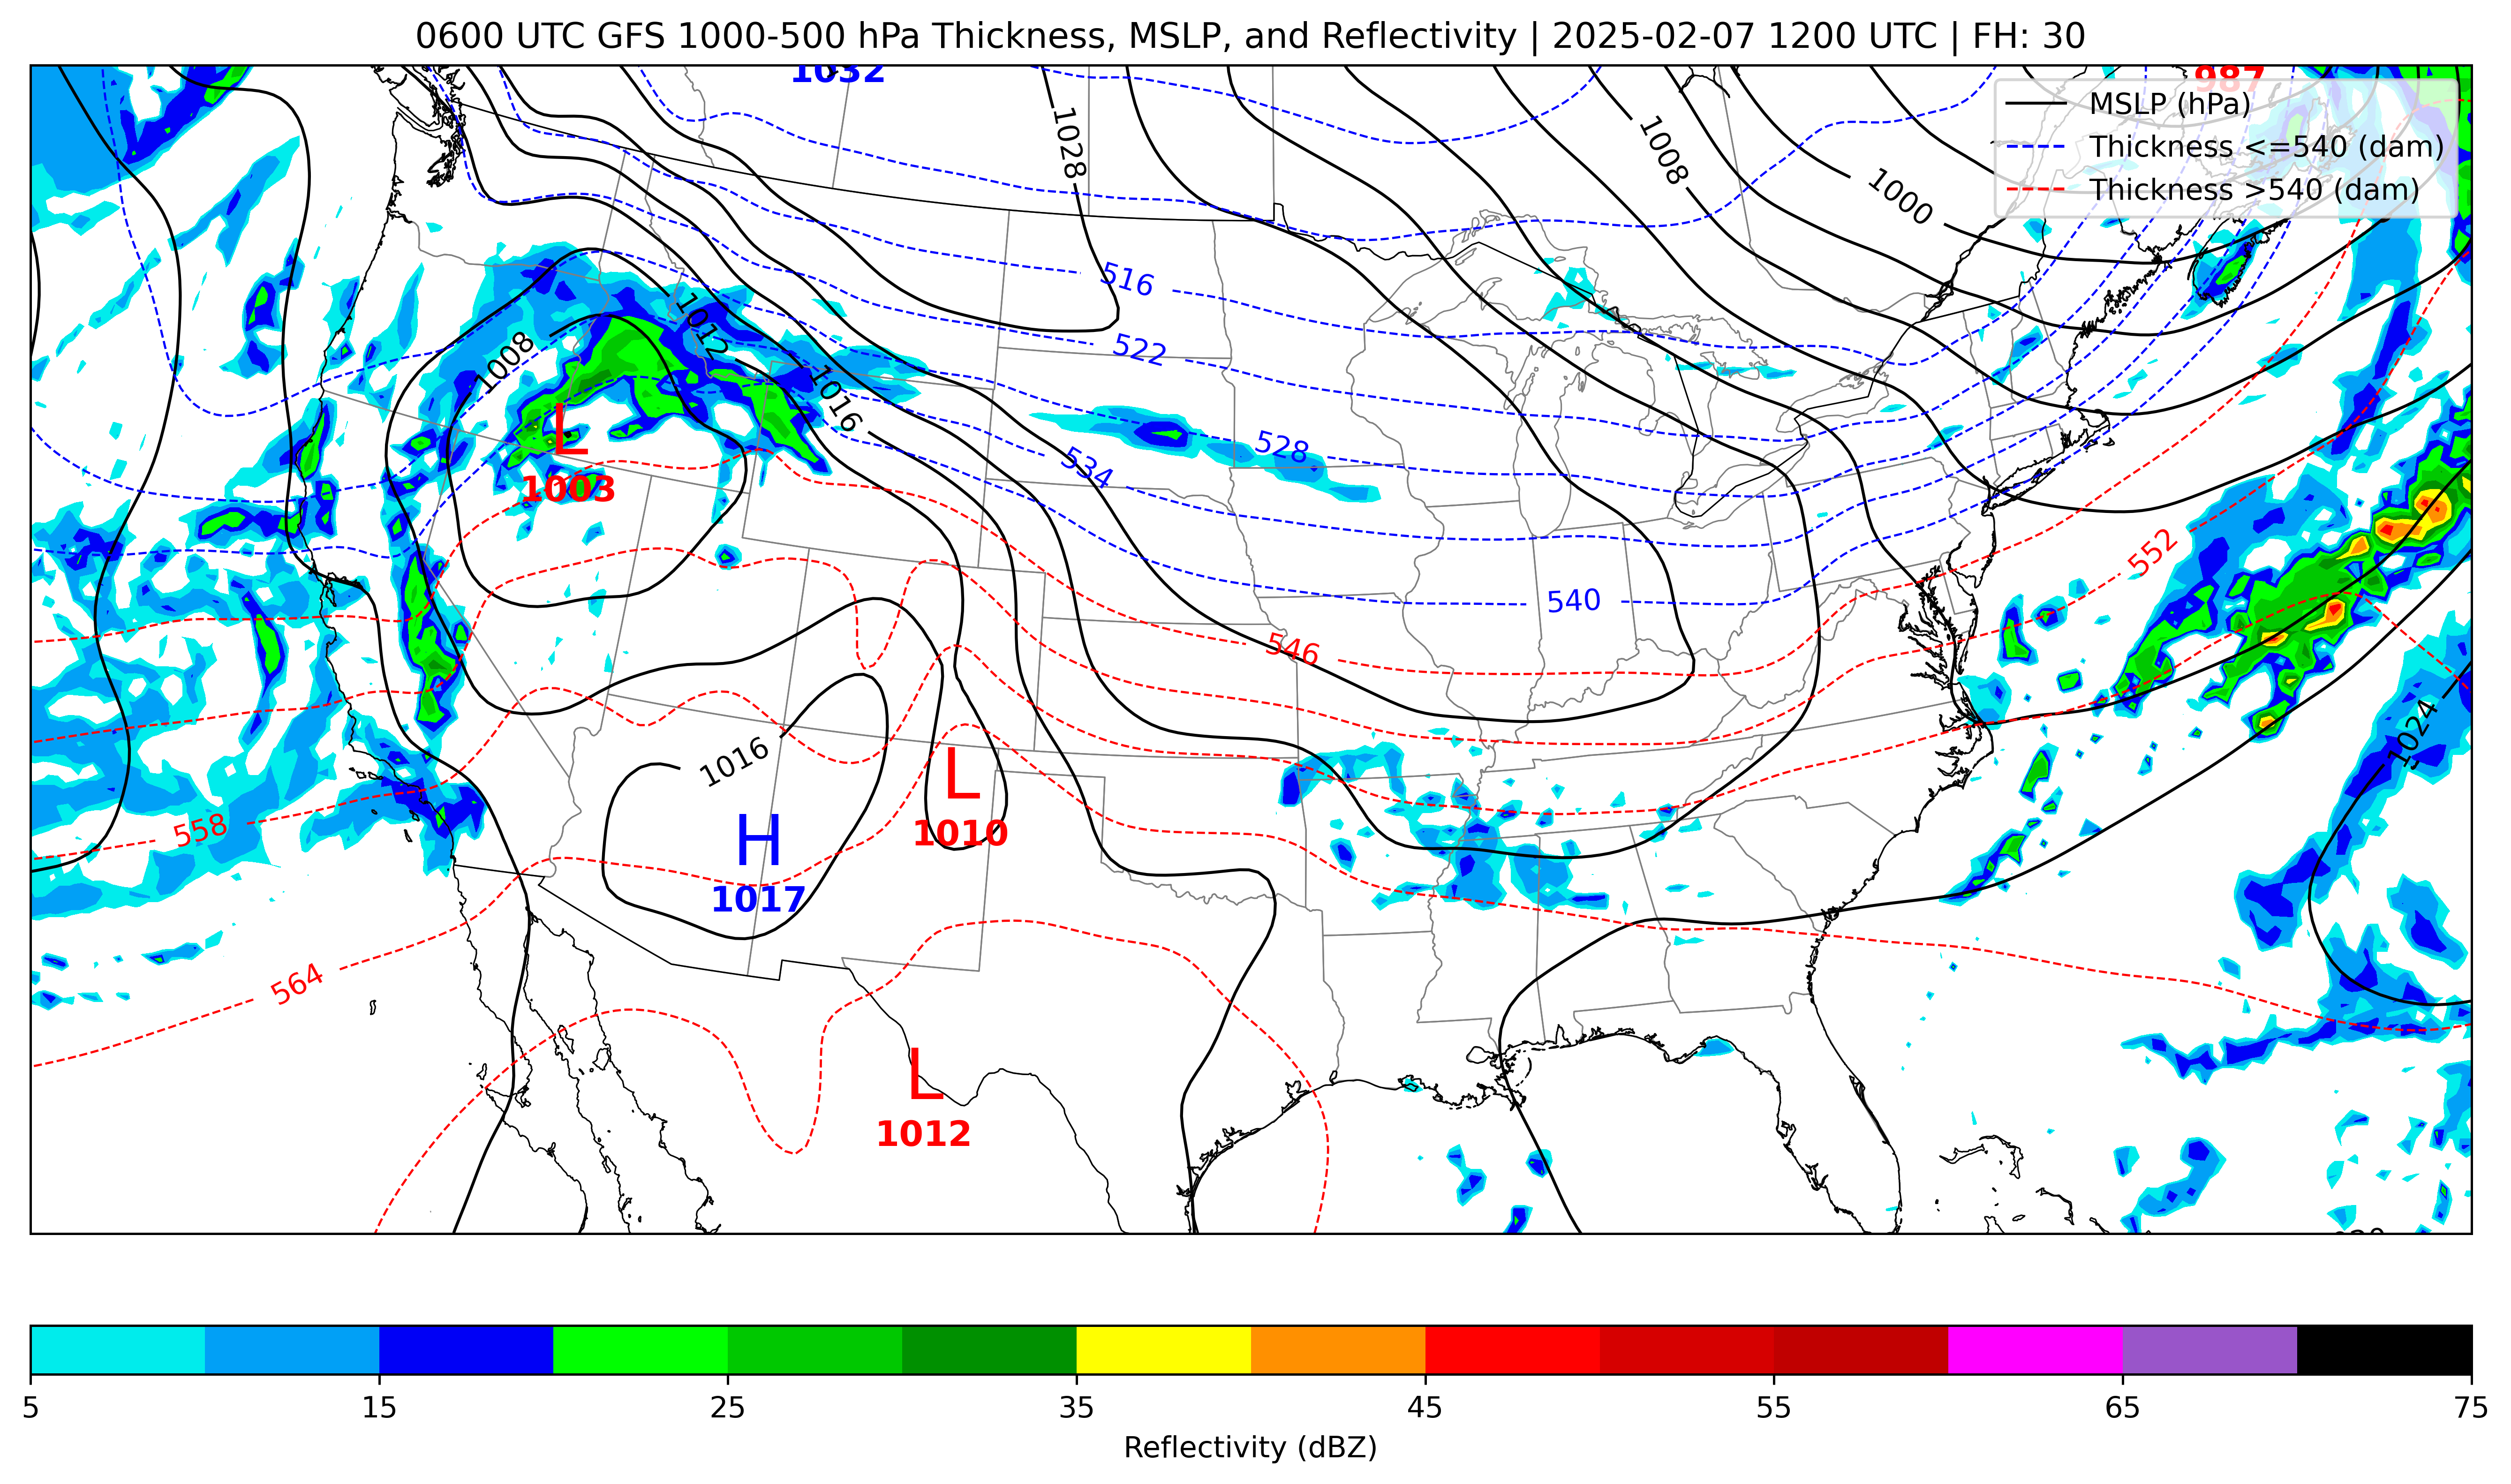 0600 UTC GFS 1000-500 hPa Thickness, MSLP, and Reflectivity | 2025-02-07 1200 UTC | FH: 30
1032
987
MSLP (hPa)
Thickness <=540 (dam)
Thickness >540 (dam)
1028
1008
1000
516
1012
522
1008
1016
528
534
L
1003
552
540
546
1024
1016
L
1010
558
H
1017
564
L
1012
5 15 25 35 45 55 65 75
Reflectivity (dBZ)